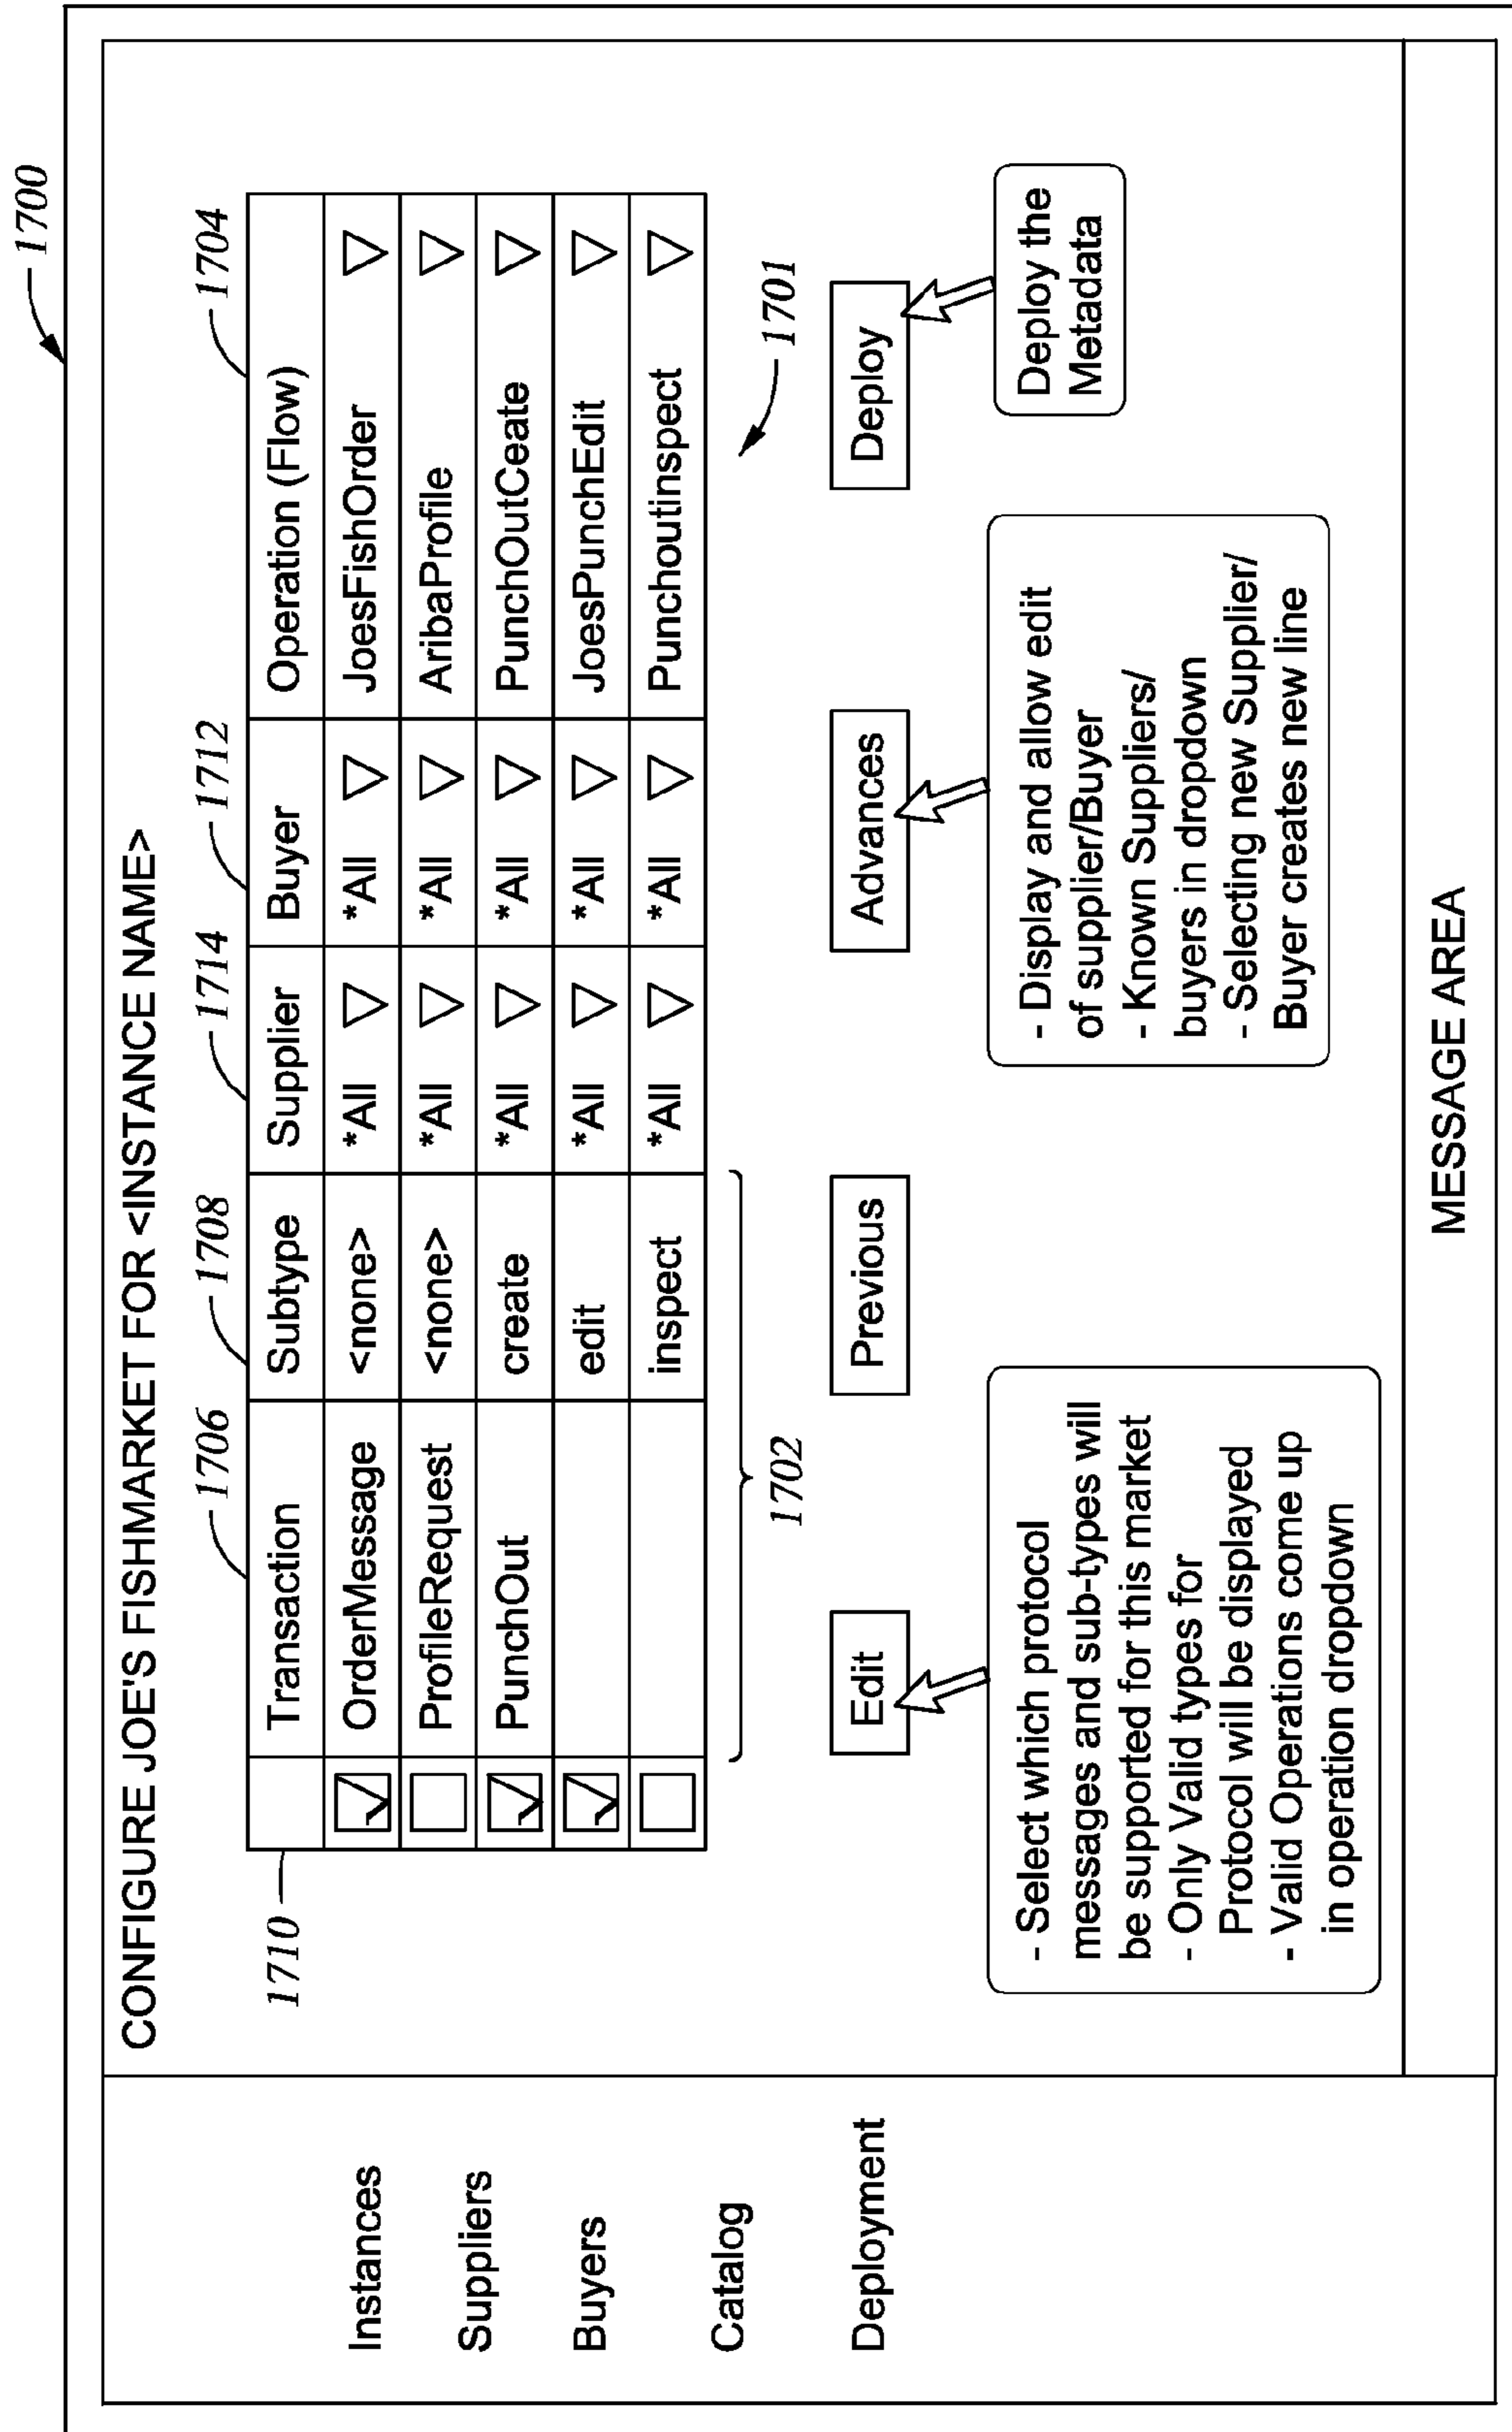 1700
CONFIGURE JOE'S FISHMARKET FOR <INSTANCE NAME>
Instances
Suppliers
Buyers
Catalog
Deployment
1710
1706
1708
1714
1712
1704
Transaction Subtype Supplier Buyer Operation (Flow)
OrderMessage <none> *All *All JoesFishOrder
ProfileRequest <none> *All *All AribaProfile
PunchOut create *All *All PunchOutCeate
edit *All *All JoesPunchEdit
inspect *All *All Punchoutinspect
1702
1701
Edit Previous Advances Deploy
- Select which protocol
messages and sub-types will
be supported for this market
- Only Valid types for
Protocol will be displayed
- Valid Operations come up
in operation dropdown
- Display and allow edit
of supplier/Buyer
- Known Suppliers/
buyers in dropdown
- Selecting new Supplier/
Buyer creates new line
Deploy the
Metadata
MESSAGE AREA